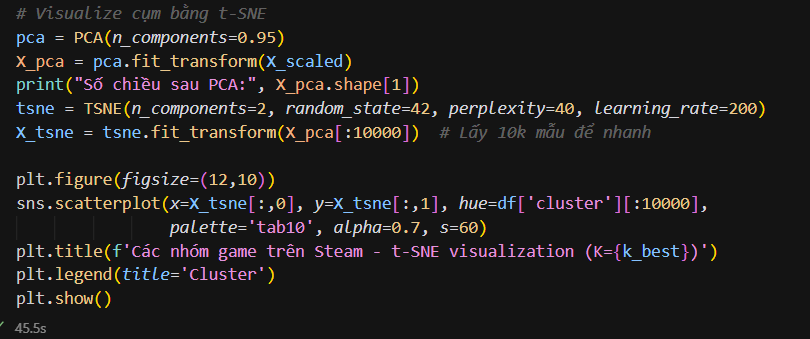 # Visualize cụm bằng t-SNE
pca = PCA(n_components=0.95)
X_pca = pca.fit_transform(X_scaled)
print("Số chiều sau PCA:", X_pca.shape[1])
tsne = TSNE(n_components=2, random_state=42, perplexity=40, learning_rate=200)
X_tsne = tsne.fit_transform(X_pca[:10000])  # Lấy 10k mẫu để nhanh
plt.figure(figsize=(12,10))
sns.scatterplot(x=X_tsne[:,0], y=X_tsne[:,1], hue=df['cluster'][:10000],
                palette='tab10', alpha=0.7, s=60)
plt.title(f'Các nhóm game trên Steam - t-SNE visualization (K={k_best})')
plt.legend(title='Cluster')
plt.show()
45.5s